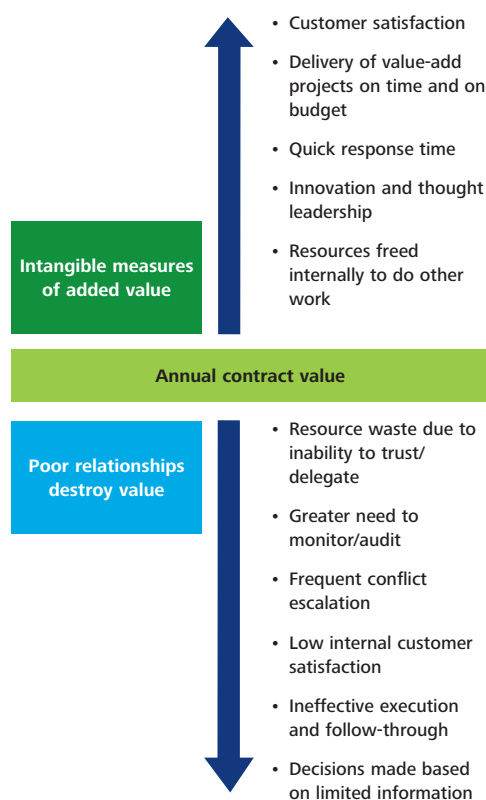 • Customer satisfaction
• Delivery of value-add
projects on time and on
budget
• Quick response time
• Innovation and thought
leadership
• Resources freed
internally to do other
work
Intangible measures
of added value
Annual contract value
Poor relationships
destroy value
• Resource waste due to
inability to trust/
delegate
• Greater need to
monitor/audit
• Frequent conflict
escalation
• Low internal customer
satisfaction
• Ineffective execution
and follow-through
• Decisions made based
on limited information